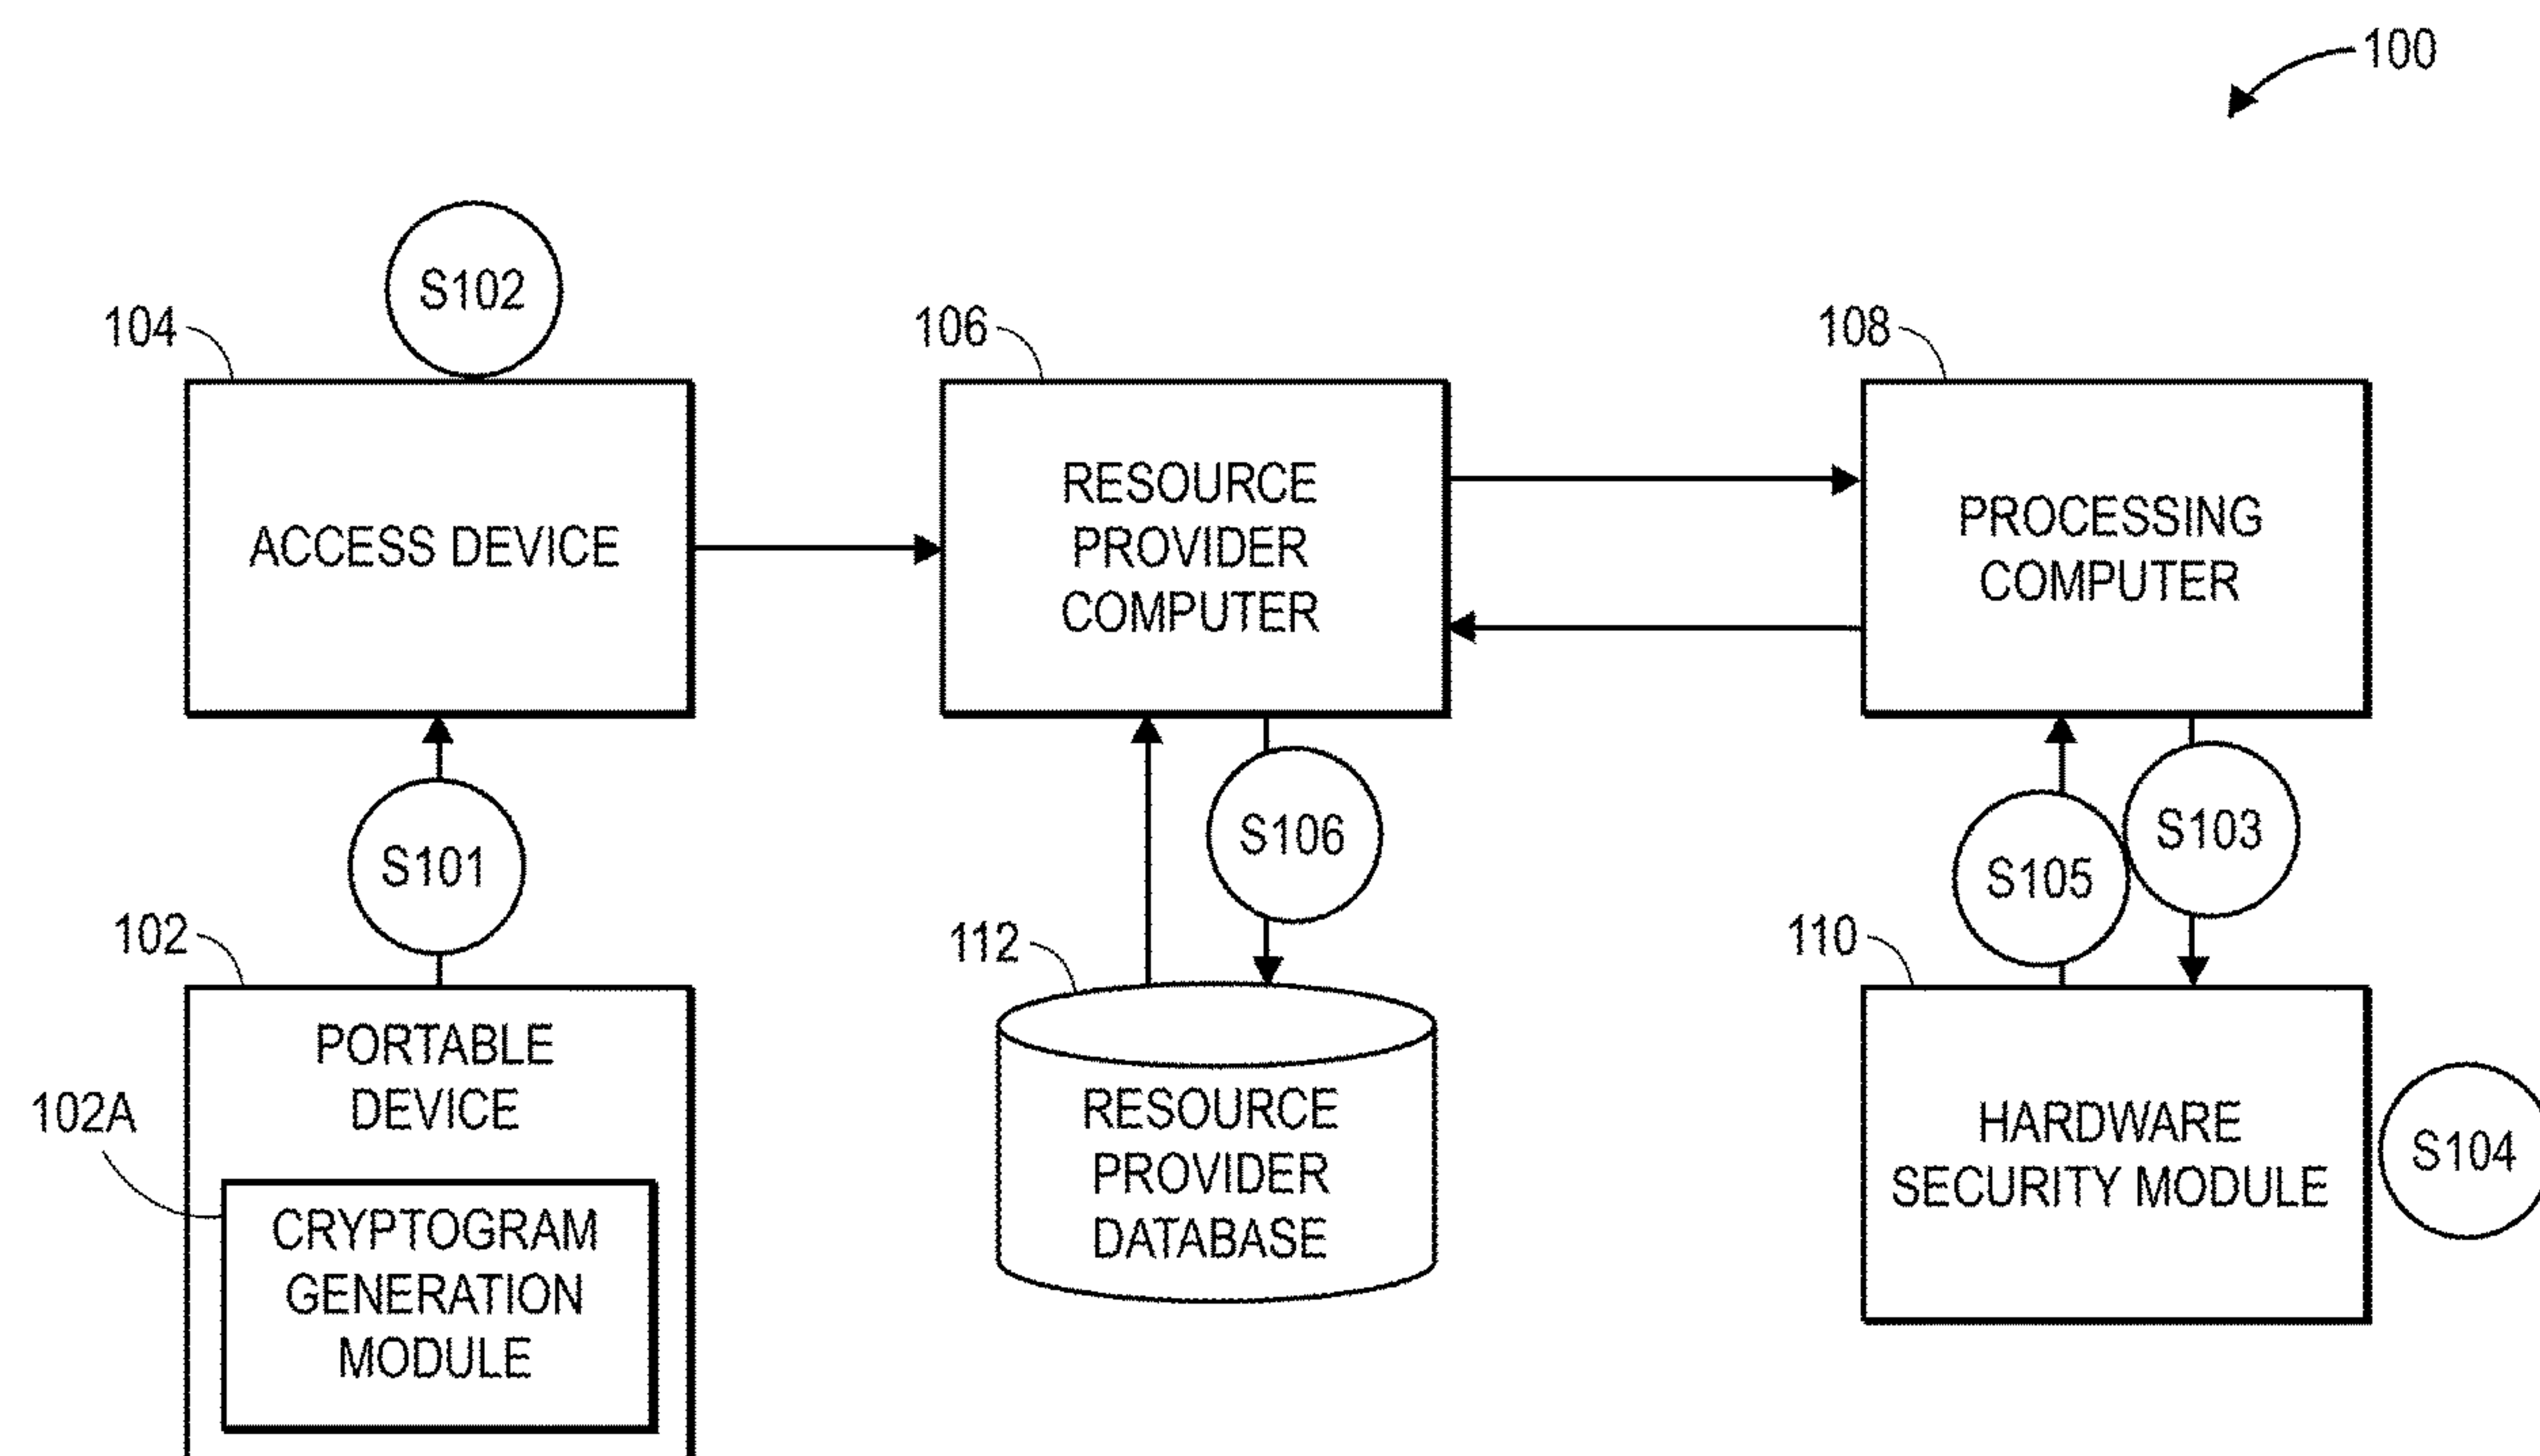 100
S102
104
106
108
ACCESS DEVICE
RESOURCE
PROVIDER
COMPUTER
PROCESSING
COMPUTER
S101
S106
S105
S103
102
112
110
PORTABLE
DEVICE
102A
CRYPTOGRAM
GENERATION
MODULE
RESOURCE
PROVIDER
DATABASE
HARDWARE
SECURITY MODULE
S104